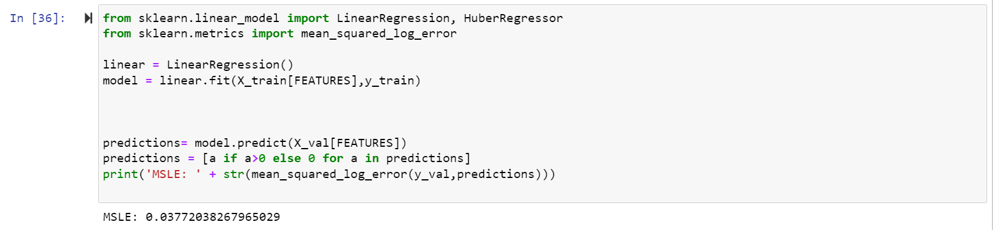 In [36]:
from sklearn.linear_model import LinearRegression, HuberRegressor
from sklearn.metrics import mean_squared_log_error
linear = LinearRegression()
model = linear.fit(X_train[FEATURES],y_train)
predictions= model.predict(X_val[FEATURES])
predictions = [a if a>0 else 0 for a in predictions]
print('MSLE: ' + str(mean_squared_log_error(y_val,predictions)))
MSLE: 0.03772038267965029